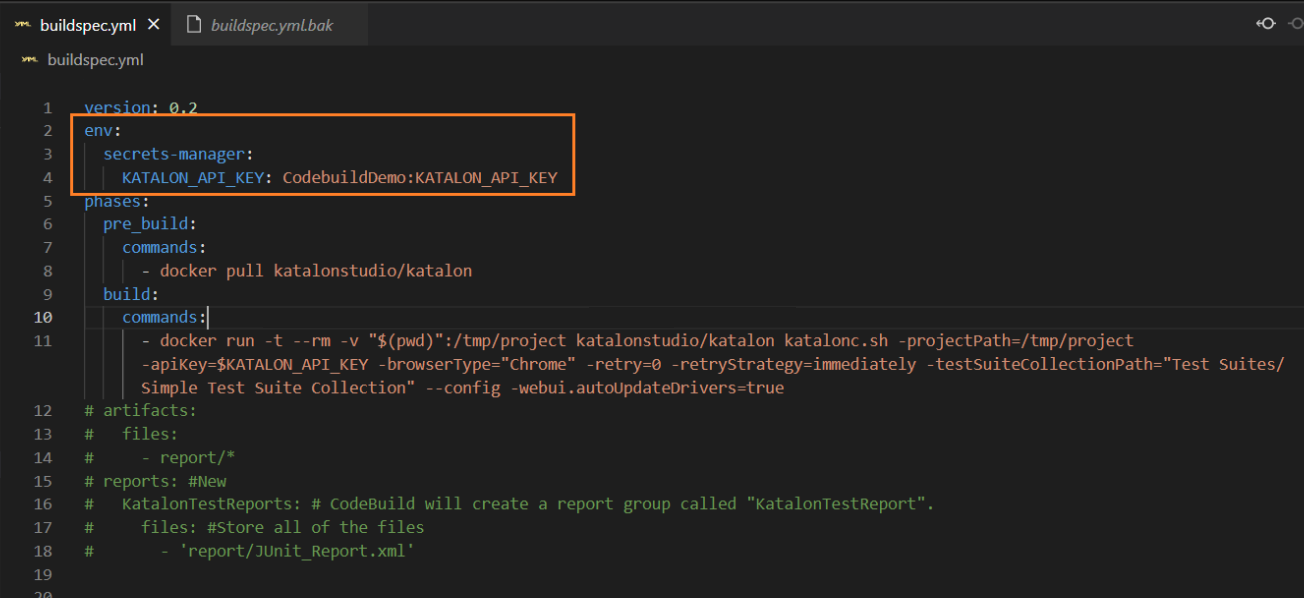 YML buildspec.yml × buildspec.yml.bak
YML buildspec.yml
1 version: 0.2
2 env:
3 secrets-manager:
4 KATALON_API_KEY: CodebuildDemo:KATALON_API_KEY
5 phases:
6 pre_build:
7 commands:
8 - docker pull katalonstudio/katalon
9 build:
10 commands:
11 - docker run -t --rm -v "$(pwd)":/tmp/project katalonstudio/katalon katalonc.sh -projectPath=/tmp/project
-apiKey=$KATALON_API_KEY -browserType="Chrome" -retry=0 -retryStrategy=immediately -testSuiteCollectionPath="Test Suites/
Simple Test Suite Collection" --config -webui.autoUpdateDrivers=true
12 # artifacts:
13 # files:
14 # - report/*
15 # reports: #New
16 # KatalonTestReports: # CodeBuild will create a report group called "KatalonTestReport".
17 # files: #Store all of the files
18 # - 'report/JUnit_Report.xml'
19
20